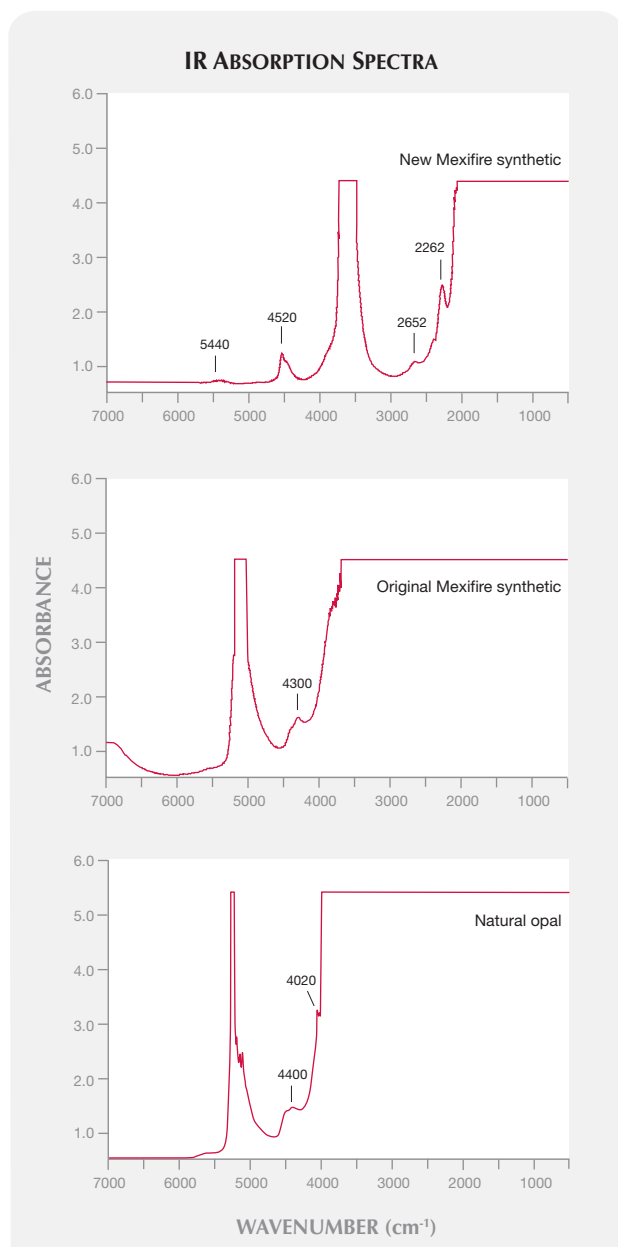 IR ABSORPTION SPECTRA
6.0
5.0
4.0
3.0
2.0
1.0
New Mexifire synthetic
2262
4520
2652
5440
7000 6000 5000 4000 3000 2000 1000
6.0
5.0
4.0
3.0
2.0
1.0
Original Mexifire synthetic
4300
7000 6000 5000 4000 3000 2000 1000
ABSORBANCE
6.0
5.0
4.0
3.0
2.0
1.0
Natural opal
4020
4400
7000 6000 5000 4000 3000 2000 1000
WAVENUMBER (cm-1)